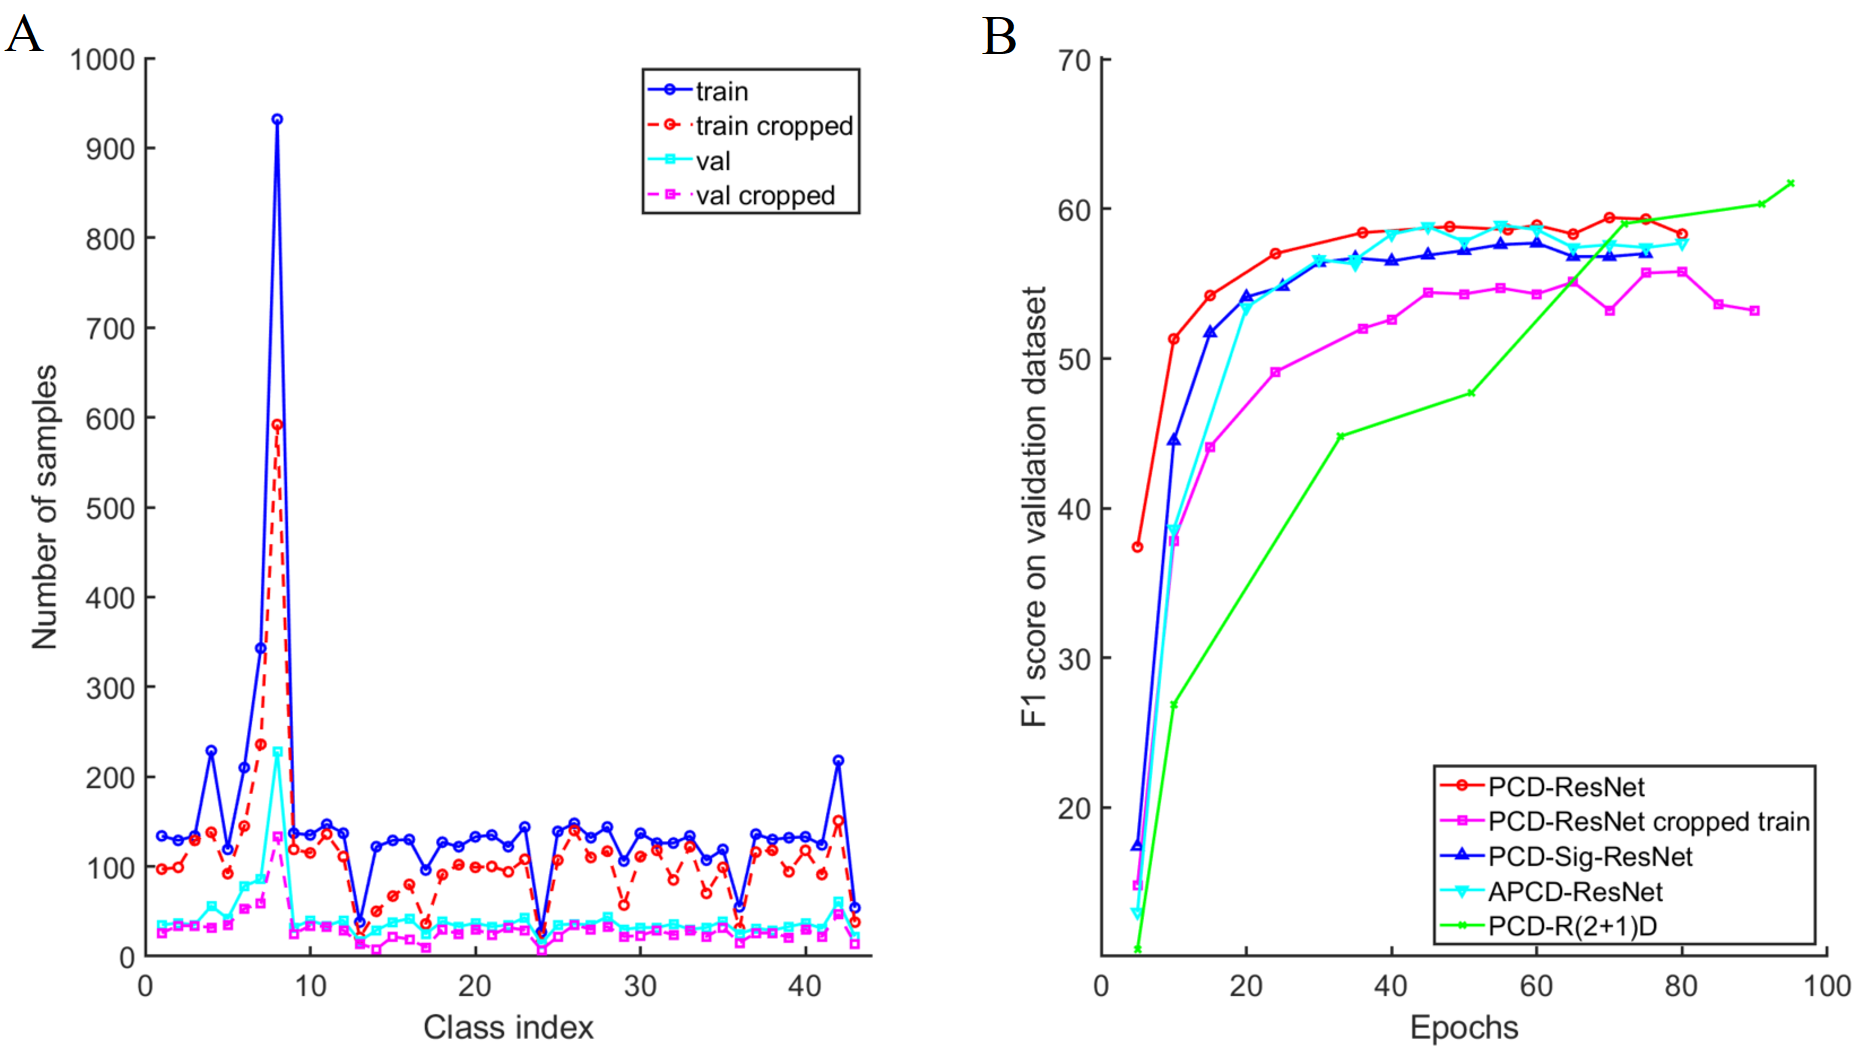 A
1000
900
800
700
600
500
400
300
200
100
0
0 10 20 30 40
Number of samples
Class index
train
train cropped
val
val cropped
B
70
60
50
40
30
20
0 20 40 60 80 100
F1 score on validation dataset
Epochs
PCD-ResNet
PCD-ResNet cropped train
PCD-Sig-ResNet
APCD-ResNet
PCD-R(2+1)D